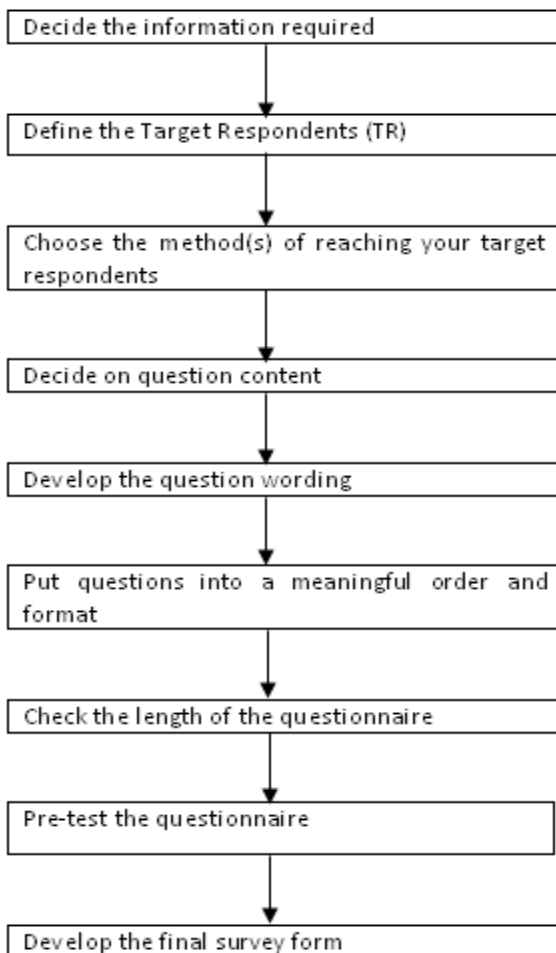 Decide the information required
Define the Target Respondents (TR)
Choose the method(s) of reaching your target
respondents
Decide on question content
Develop the question wording
Put questions into a meaningful order and
format
Check the length of the questionnaire
Pre-test the questionnaire
Develop the final survey form